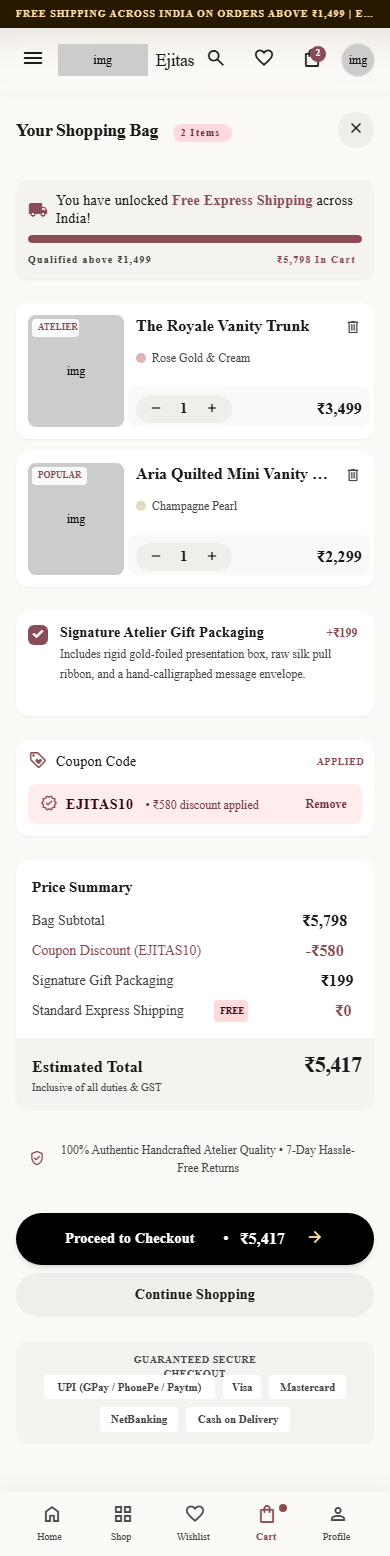 FREE SHIPPING ACROSS INDIA ON ORDERS ABOVE ₹1,499 | E...
img Ejitas 2 img
Your Shopping Bag 2 Items
You have unlocked Free Express Shipping across
India!
Qualified above ₹1,499 ₹5,798 In Cart
ATELIER
img
The Royale Vanity Trunk
Rose Gold & Cream
− 1 + ₹3,499
POPULAR
img
Aria Quilted Mini Vanity ...
Champagne Pearl
− 1 + ₹2,299
Signature Atelier Gift Packaging +₹199
Includes rigid gold-foiled presentation box, raw silk pull
ribbon, and a hand-calligraphed message envelope.
Coupon Code APPLIED
EJITAS10 • ₹580 discount applied Remove
Price Summary
Bag Subtotal ₹5,798
Coupon Discount (EJITAS10) -₹580
Signature Gift Packaging ₹199
Standard Express Shipping FREE ₹0
Estimated Total ₹5,417
Inclusive of all duties & GST
100% Authentic Handcrafted Atelier Quality • 7-Day Hassle-
Free Returns
Proceed to Checkout • ₹5,417
Continue Shopping
GUARANTEED SECURE
CHECKOUT
UPI (GPay / PhonePe / Paytm) Visa Mastercard
NetBanking Cash on Delivery
Home Shop Wishlist Cart Profile